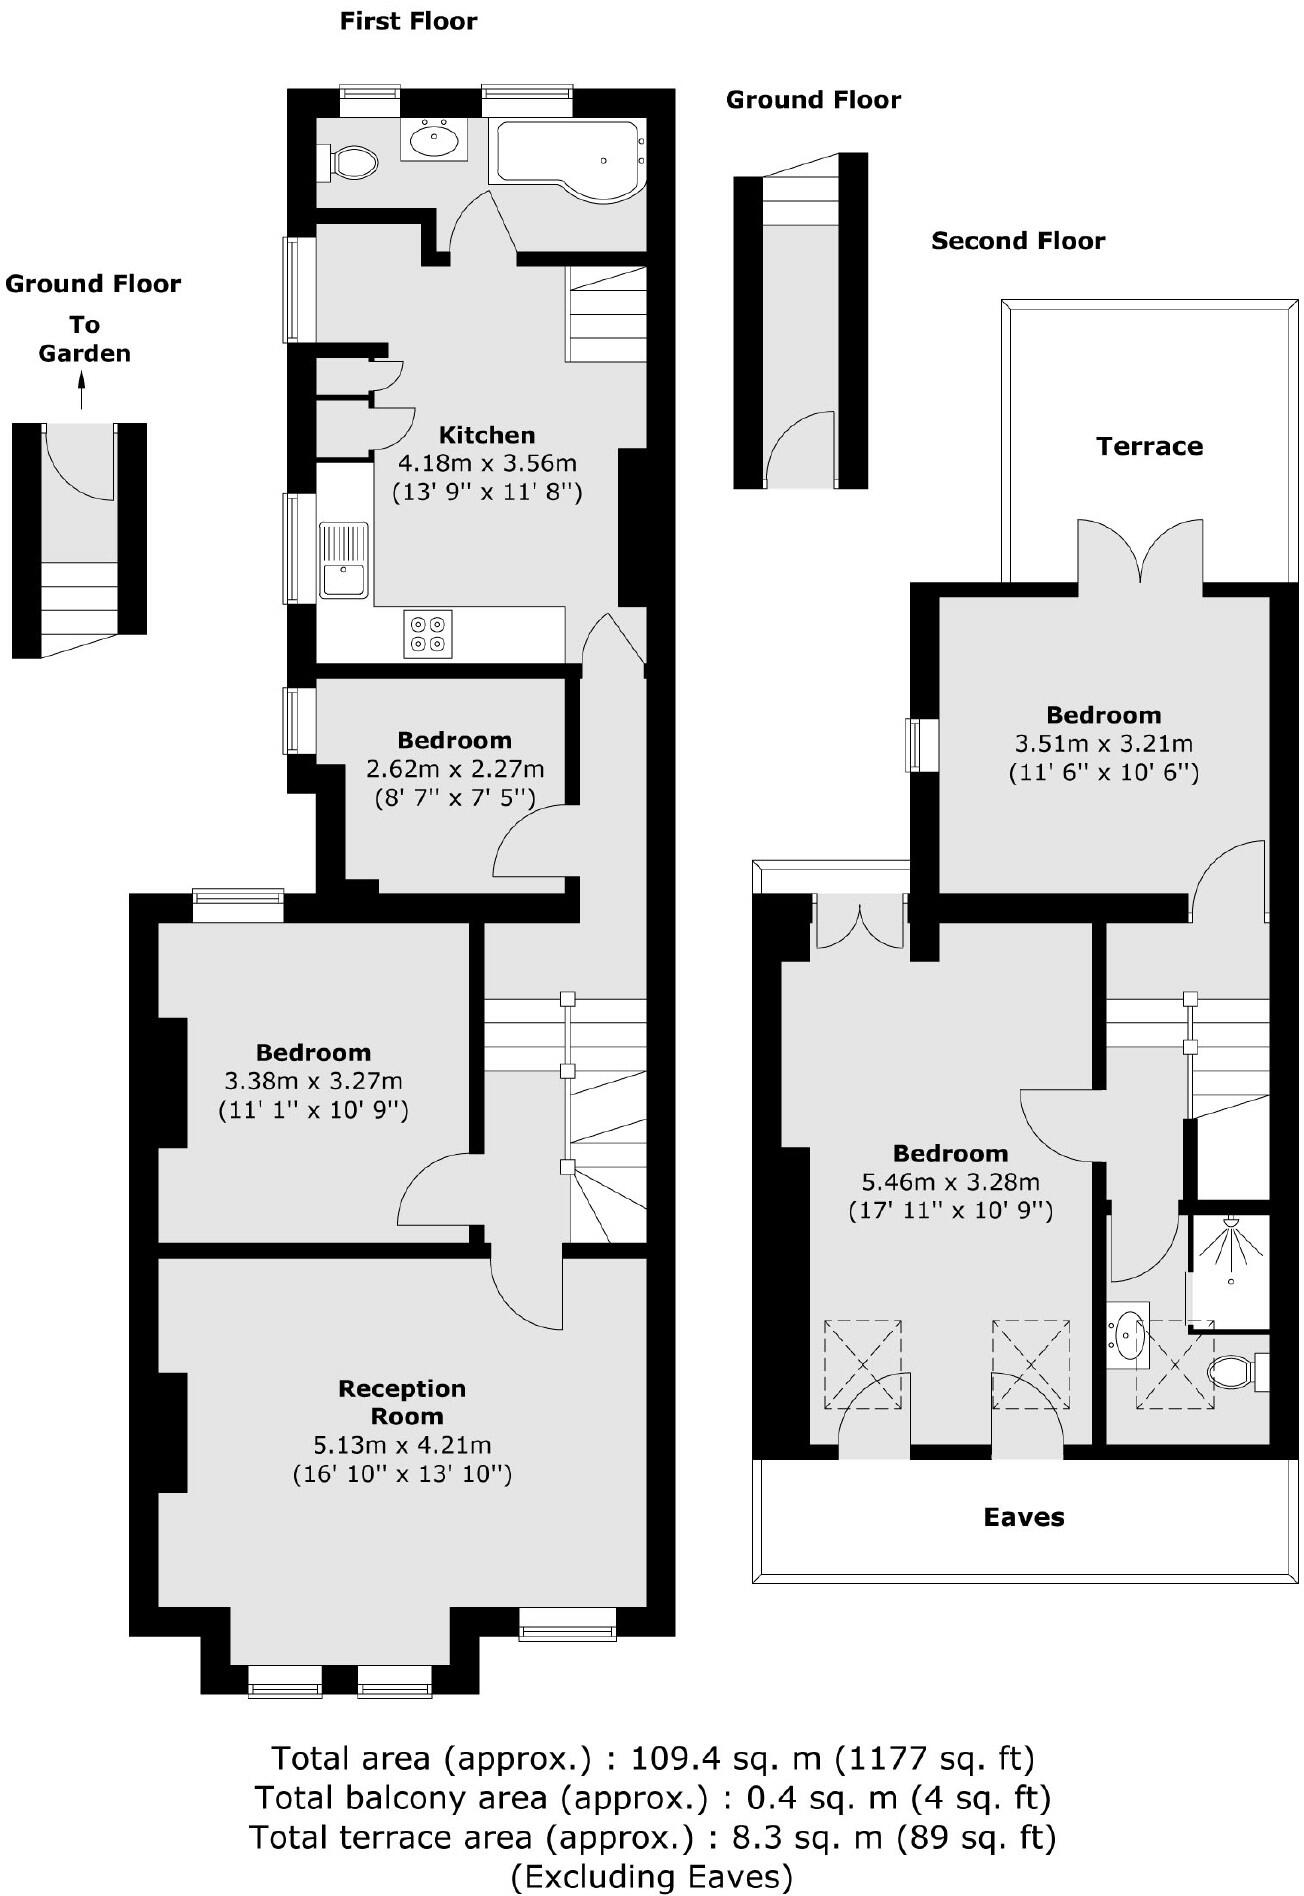 First Floor
Ground Floor
Second Floor
Ground Floor
To
Garden
Kitchen
4.18m x 3.56m
(13' 9" x 11' 8")
Terrace
Bedroom
3.51m x 3.21m
(11' 6" x 10' 6")
Bedroom
2.62m x 2.27m
(8' 7" x 7' 5")
Bedroom
3.38m x 3.27m
(11' 1" x 10' 9")
Bedroom
5.46m x 3.28m
(17' 11" x 10' 9")
Reception
Room
5.13m x 4.21m
(16' 10" x 13' 10")
Eaves
Total area (approx.) : 109.4 sq. m (1177 sq. ft)
Total balcony area (approx.) : 0.4 sq. m (4 sq. ft)
Total terrace area (approx.) : 8.3 sq. m (89 sq. ft)
(Excluding Eaves)